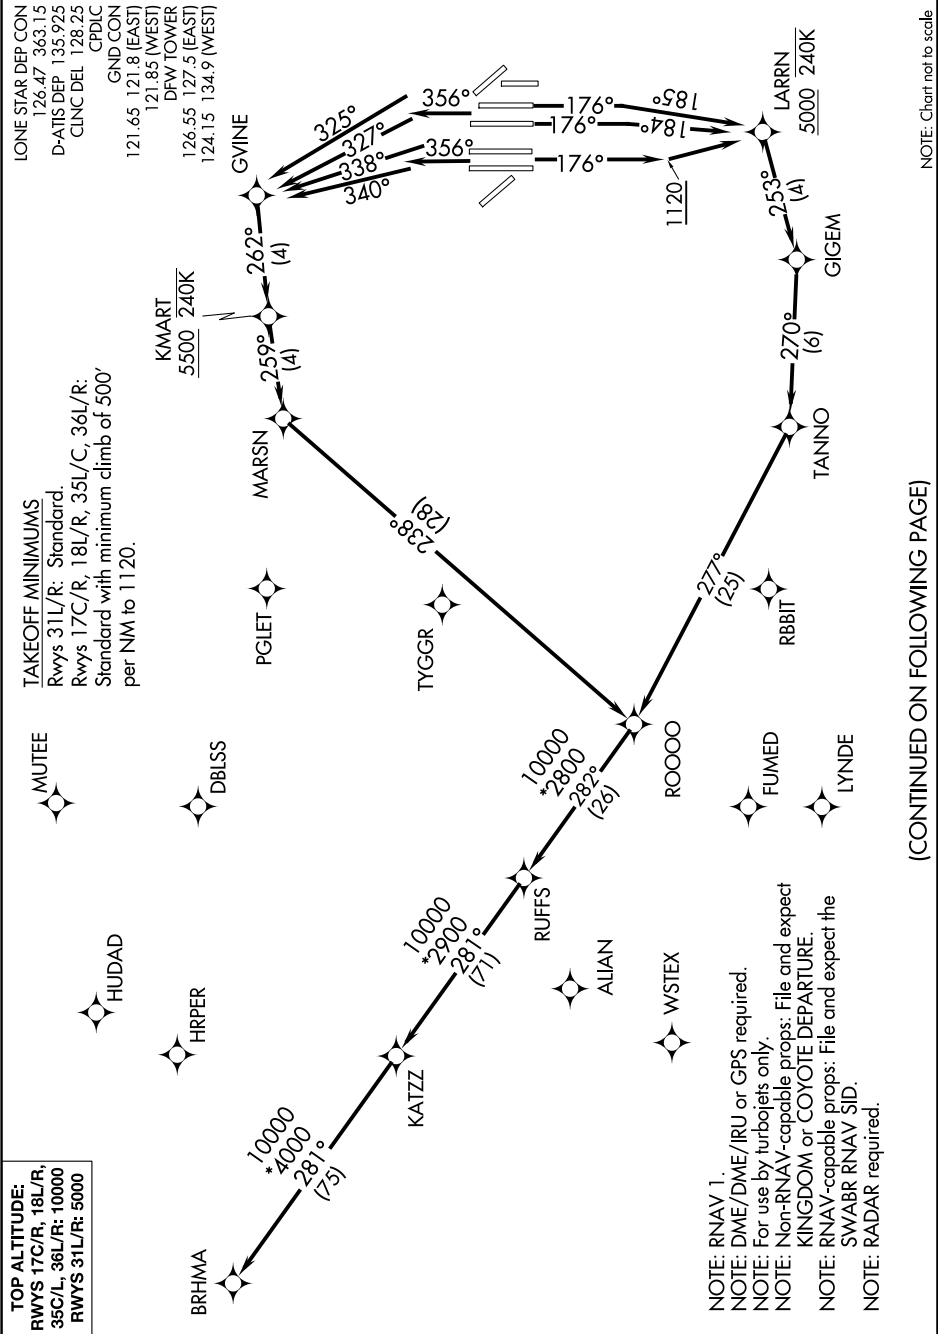 TOP ALTITUDE:
RWYS 17C/R, 18L/R,
35C/L, 36L/R: 10000
RWYS 31L/R: 5000
LONE STAR DEP CON
126.47 363.15
D-ATIS DEP 135.925
CLNC DEL 128.25
CPDLC
GND CON
121.65 121.8 (EAST)
121.85 (WEST)
DFW TOWER
126.55 127.5 (EAST)
124.15 134.9 (WEST)
TAKEOFF MINIMUMS
Rwys 31L/R: Standard.
Rwys 17C/R, 18L/R, 35L/C, 36L/R:
Standard with minimum climb of 500'
per NM to 1120.
MUTEE
HUDAD
DBLSS
HRPER
BRHMA
KMART
5500 240K
GVINE
262°
(4)
259°
(4)
MARSN
PGLET
TYGGR
238°
(28)
325°
327°
338°
340°
356°
356°
176°
176°
176°
185°
184°
1120
LARRN
5000 240K
253°
(4)
GIGEM
270°
(6)
TANNO
277°
(25)
RBBIT
ROOOO
10000
*2800
282°
(26)
RUFFS
10000
*2900
281°
(71)
KATZZ
10000
*4000
281°
(75)
ALIAN
WSTEX
FUMED
LYNDE
NOTE: RNAV 1.
NOTE: DME/DME/IRU or GPS required.
NOTE: For use by turbojets only.
NOTE: Non-RNAV-capable props: File and expect
KINGDOM or COYOTE DEPARTURE.
NOTE: RNAV-capable props: File and expect the
SWABR RNAV SID.
NOTE: RADAR required.
(CONTINUED ON FOLLOWING PAGE)
NOTE: Chart not to scale